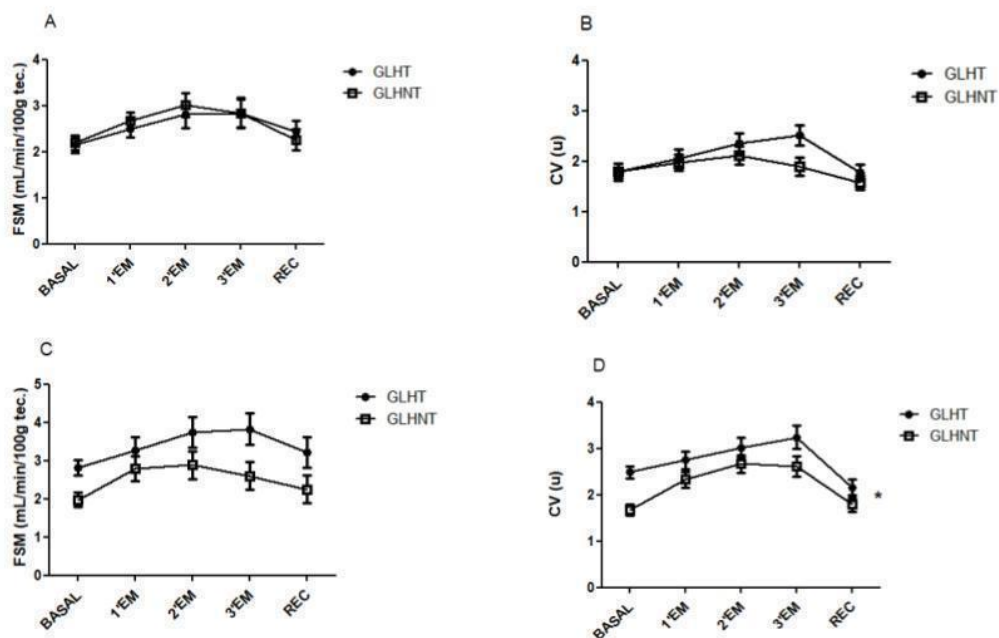 A
FSM (mL/min/100g tec.)
4
3
2
1
0
BASAL
1'EM
2'EM
3'EM
REC
GLHT
GLHNT
B
CV (u)
4
3
2
1
0
BASAL
1'EM
2'EM
3'EM
REC
GLHT
GLHNT
C
FSM (mL/min/100g tec.)
5
4
3
2
1
0
BASAL
1'EM
2'EM
3'EM
REC
GLHT
GLHNT
D
CV (u)
4
3
2
1
0
BASAL
1'EM
2'EM
3'EM
REC
GLHT
GLHNT
*